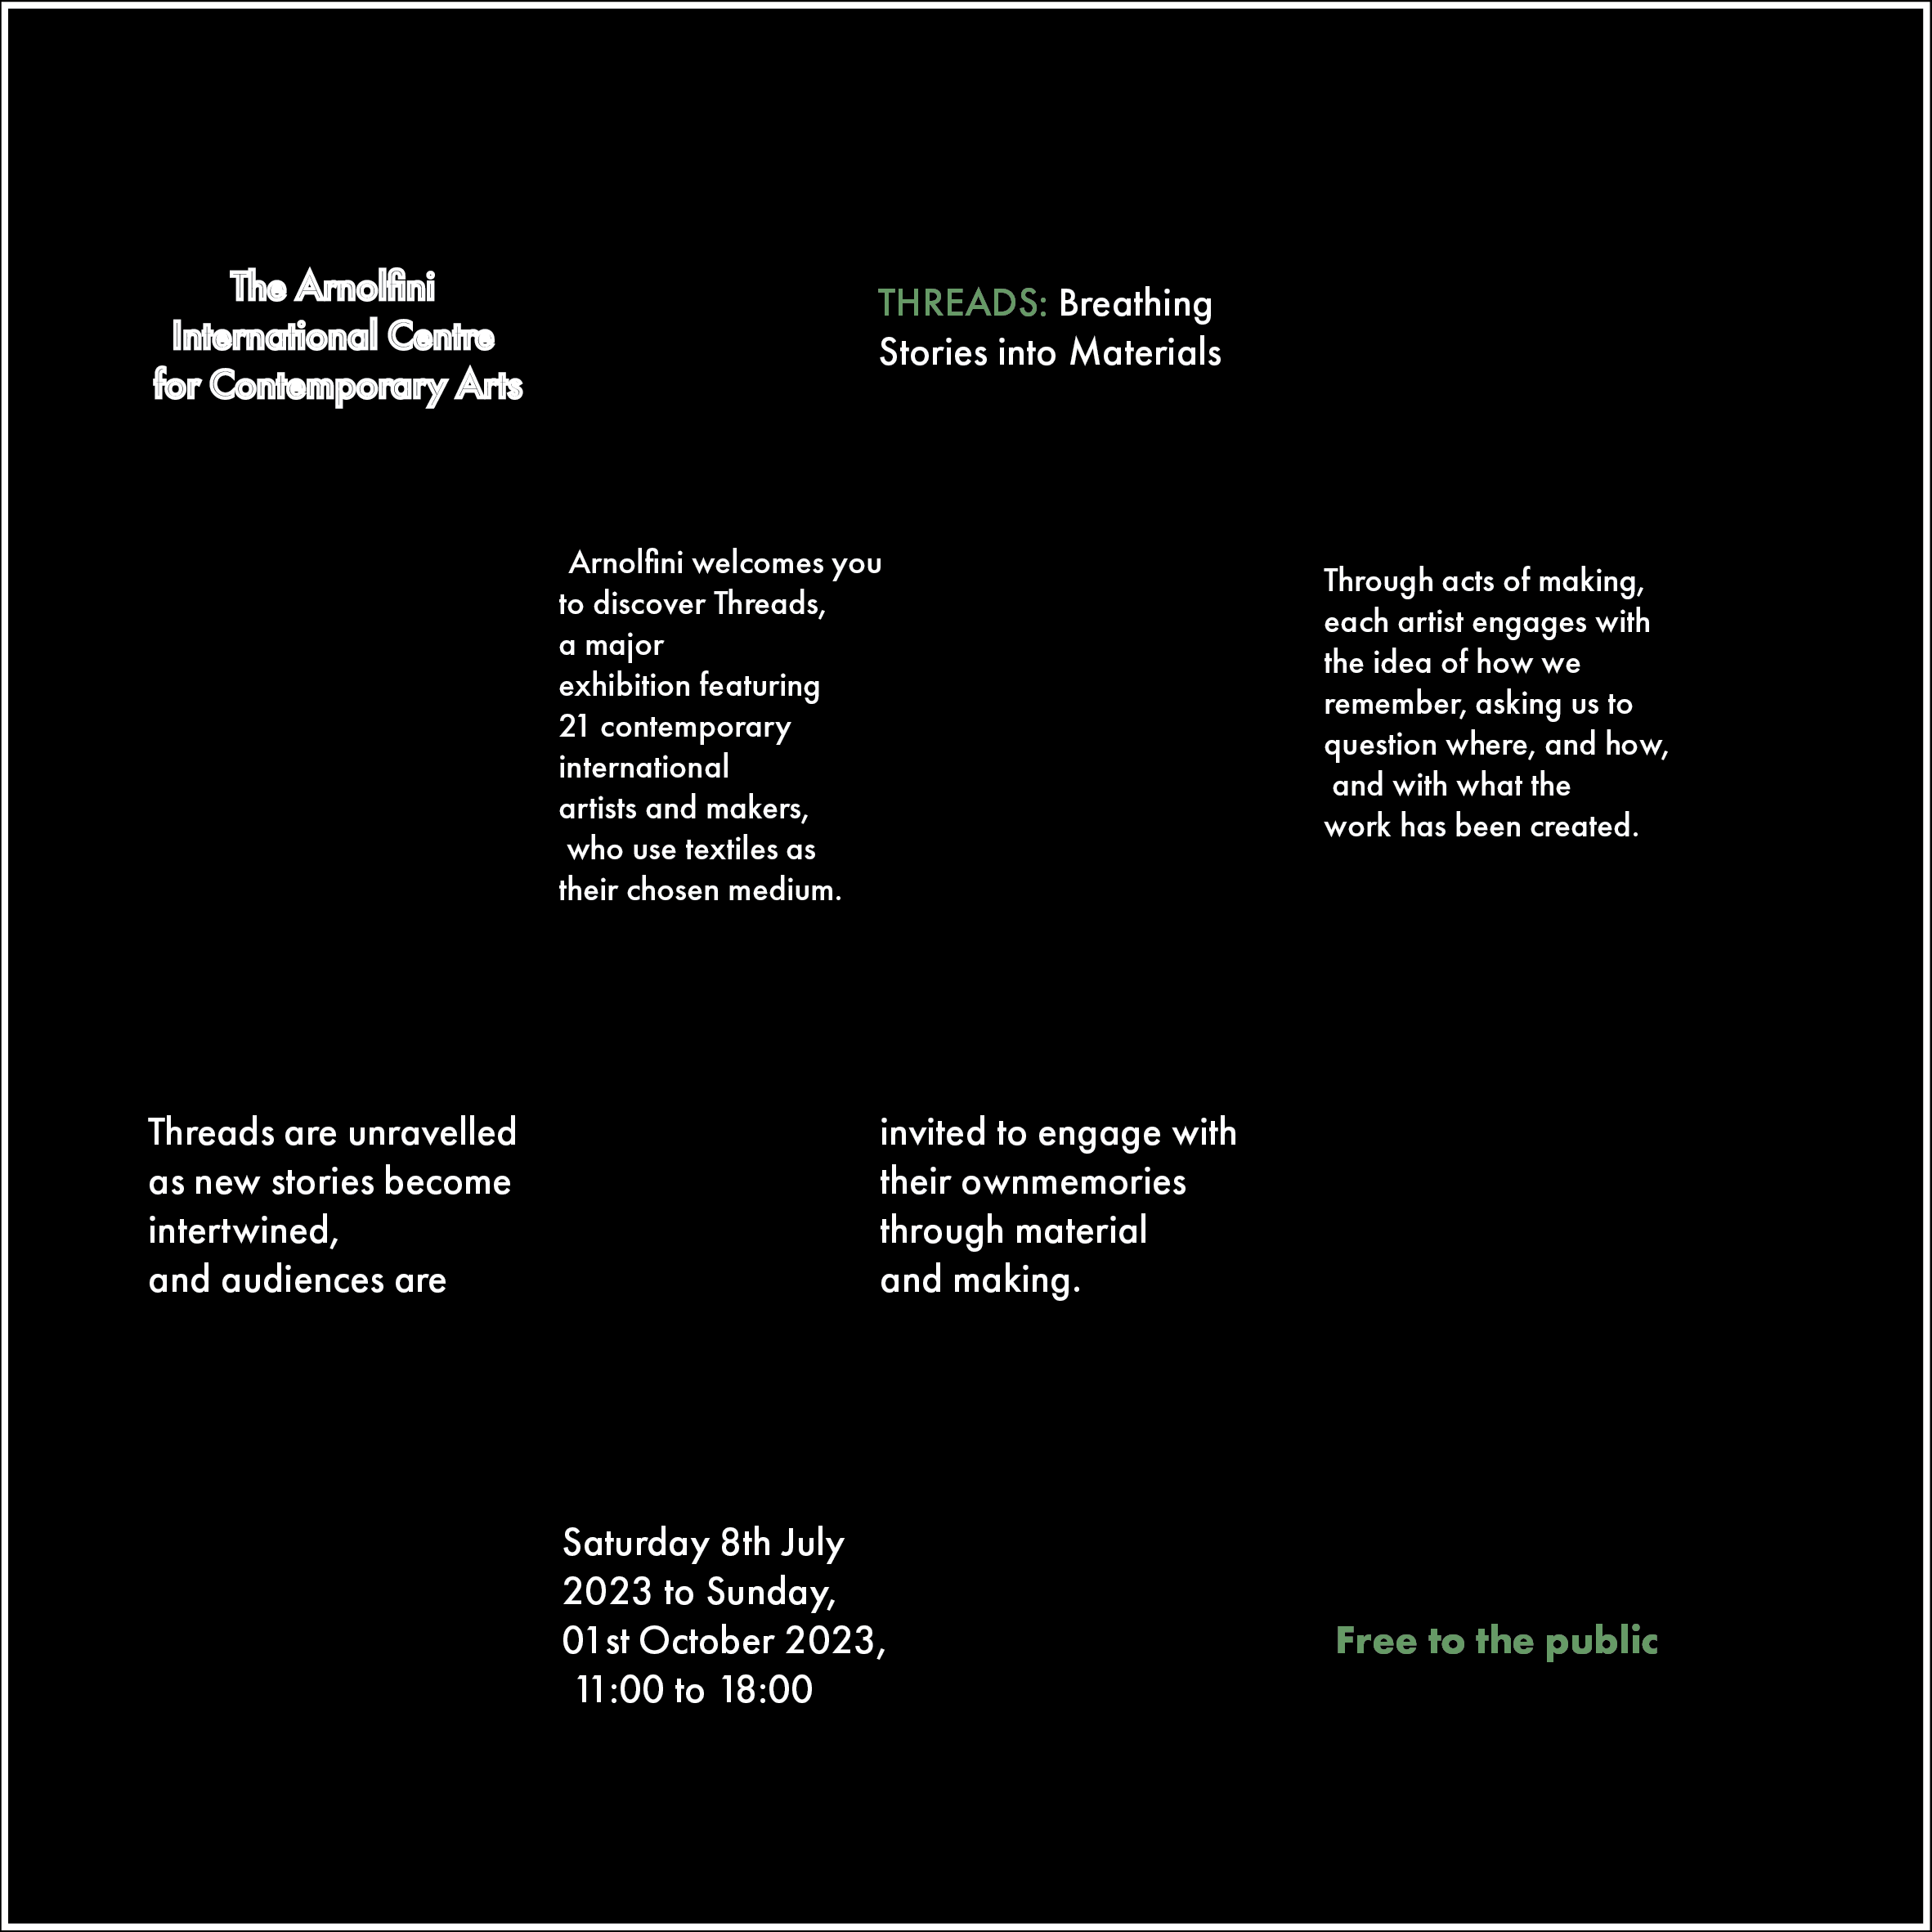 The Arnolfini
International Centre
for Contemporary Arts
THREADS: Breathing
Stories into Materials
Arnolfini welcomes you
to discover Threads,
a major
exhibition featuring
21 contemporary
international
artists and makers,
who use textiles as
their chosen medium.
Through acts of making,
each artist engages with
the idea of how we
remember, asking us to
question where, and how,
and with what the
work has been created.
Threads are unravelled
as new stories become
intertwined,
and audiences are
invited to engage with
their ownmemories
through material
and making.
Saturday 8th July
2023 to Sunday,
01st October 2023,
11:00 to 18:00
Free to the public